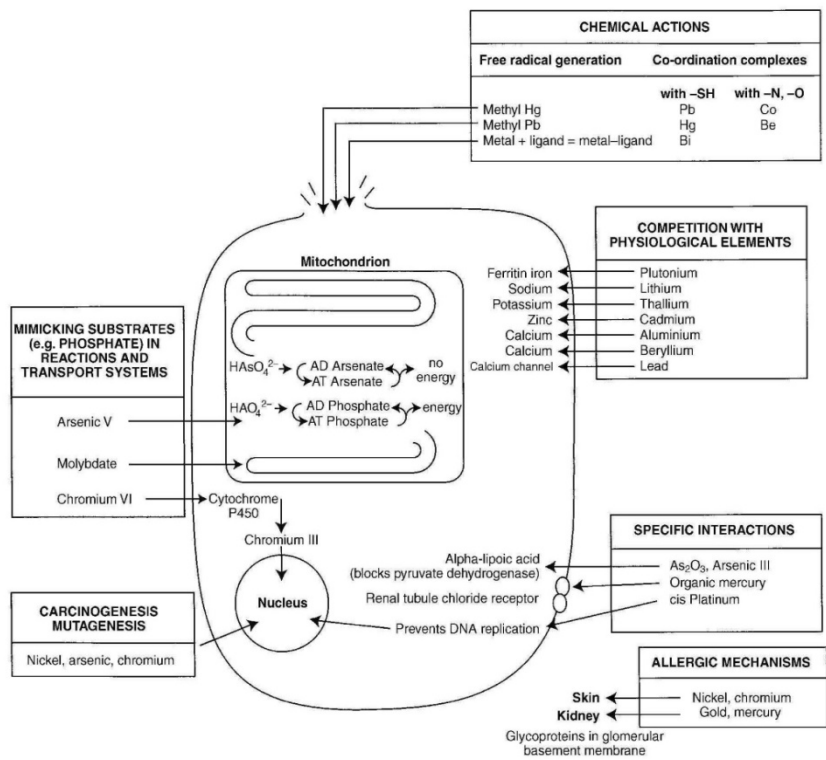 CHEMICAL ACTIONS
Free radical generation Co-ordination complexes
with –SH with –N, –O
Methyl Hg Pb Co
Methyl Pb Hg Be
Metal + ligand = metal–ligand Bi
COMPETITION WITH
PHYSIOLOGICAL ELEMENTS
Ferritin iron Plutonium
Sodium Lithium
Potassium Thallium
Zinc Cadmium
Calcium Aluminium
Calcium Beryllium
Calcium channel Lead
Mitochondrion
HAsO₄²⁻ AD Arsenate no
AT Arsenate energy
HAO₄²⁻ AD Phosphate energy
AT Phosphate
MIMICKING SUBSTRATES
(e.g. PHOSPHATE) IN
REACTIONS AND
TRANSPORT SYSTEMS
Arsenic V
Molybdate
Chromium VI
Cytochrome
P450
Chromium III
Nucleus
SPECIFIC INTERACTIONS
Alpha-lipoic acid As₂O₃, Arsenic III
(blocks pyruvate dehydrogenase) Organic mercury
Renal tubule chloride receptor cis Platinum
Prevents DNA replication
CARCINOGENESIS
MUTAGENESIS
Nickel, arsenic, chromium
ALLERGIC MECHANISMS
Skin Nickel, chromium
Kidney Gold, mercury
Glycoproteins in glomerular
basement membrane